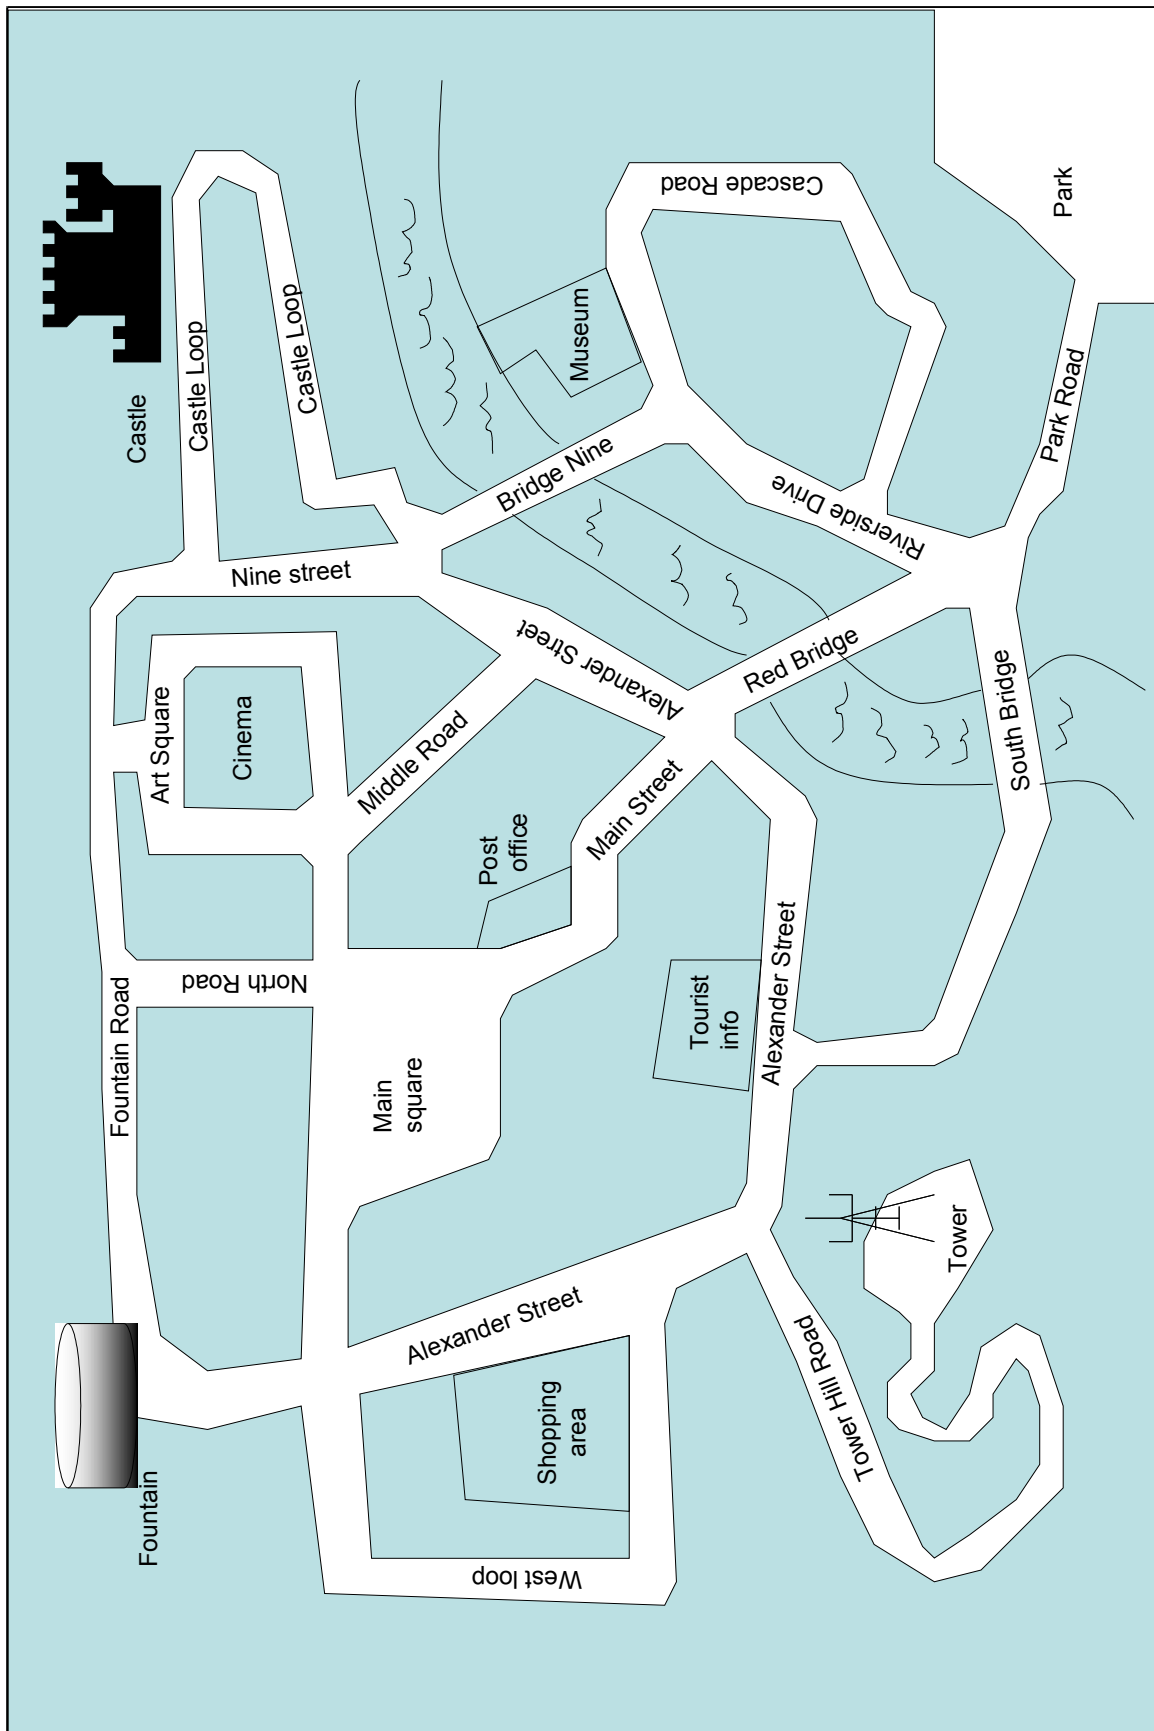 Castle
Castle Loop
Castle Loop
Nine street
Bridge Nine
Museum
Cascade Road
Riverside Drive
Park
Park Road
Art Square
Cinema
Middle Road
Alexander Street
Red Bridge
South Bridge
Post
office
Main Street
North Road
Fountain Road
Main
square
Tourist
info
Alexander Street
Tower
Alexander Street
Tower Hill Road
Shopping
area
West loop
Fountain